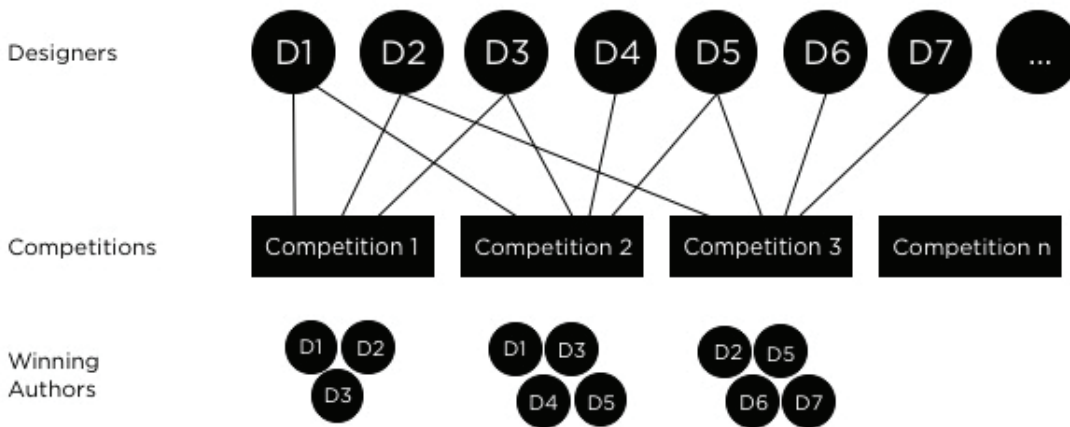 Designers
D1
D2
D3
D4
D5
D6
D7
...
Competitions
Competition 1
Competition 2
Competition 3
Competition n
Winning
Authors
D1
D2
D3
D1
D3
D4
D5
D2
D5
D6
D7